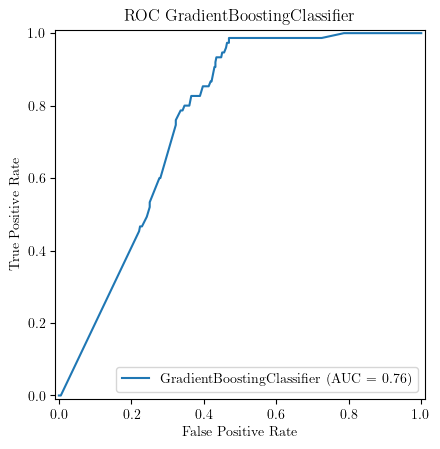 ROC GradientBoostingClassifier
1.0
0.8
0.6
0.4
0.2
0.0
True Positive Rate
GradientBoostingClassifier (AUC = 0.76)
0.0 0.2 0.4 0.6 0.8 1.0
False Positive Rate